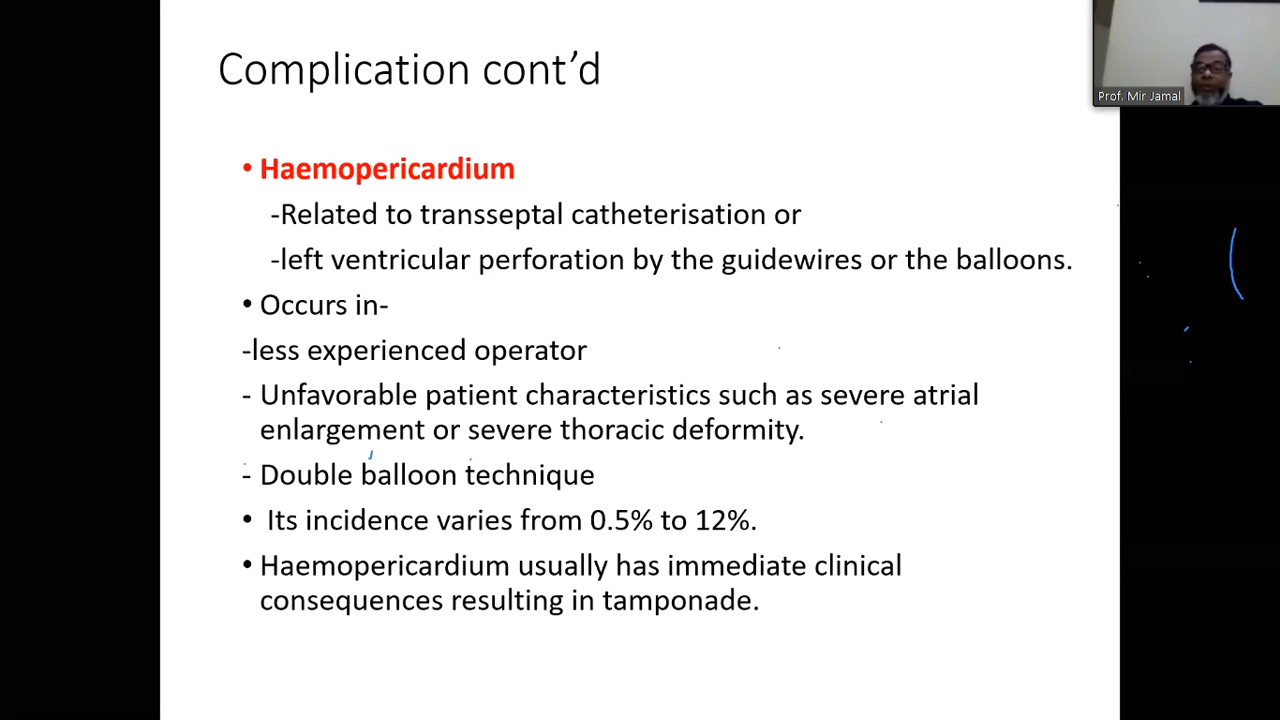 Complication cont’d
Prof. Mir Jamal
• Haemopericardium
-Related to transseptal catheterisation or
-left ventricular perforation by the guidewires or the balloons.
• Occurs in-
-less experienced operator
- Unfavorable patient characteristics such as severe atrial
enlargement or severe thoracic deformity.
- Double balloon technique
• Its incidence varies from 0.5% to 12%.
• Haemopericardium usually has immediate clinical
consequences resulting in tamponade.